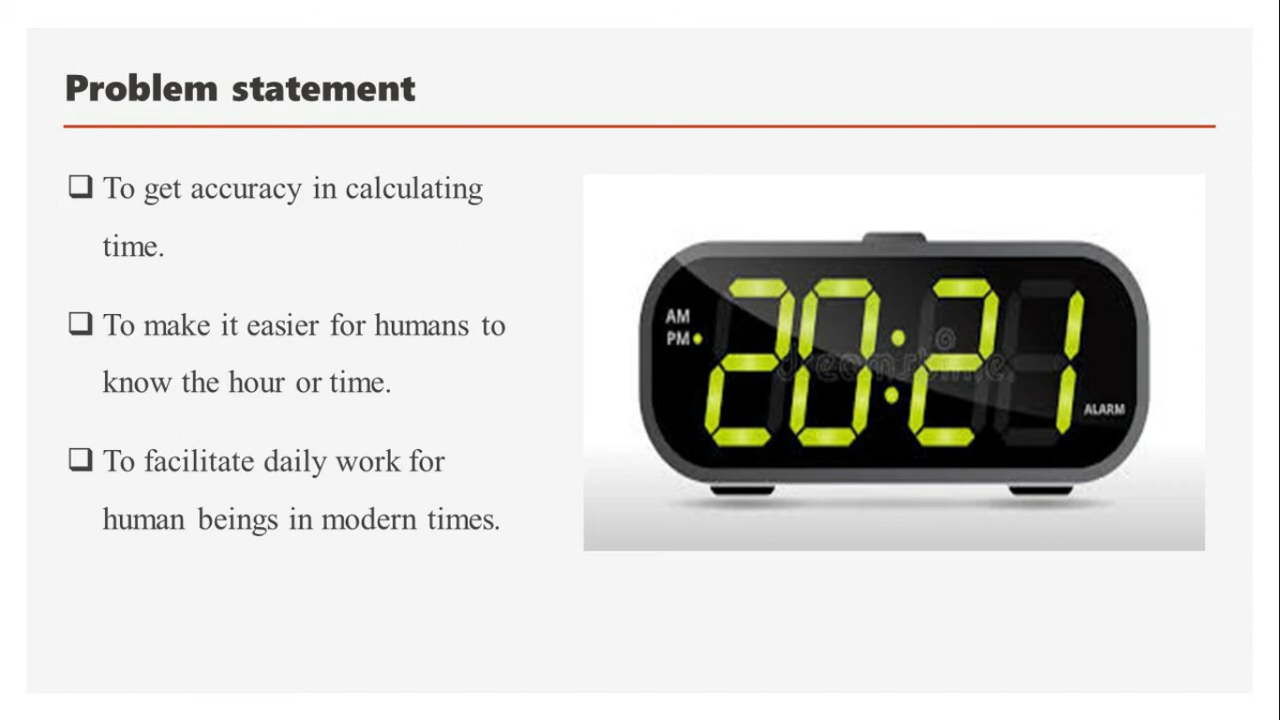 Problem statement
To get accuracy in calculating
time.
To make it easier for humans to
know the hour or time.
To facilitate daily work for
human beings in modern times.
AM
PM
20:21
ALARM
dreamstime